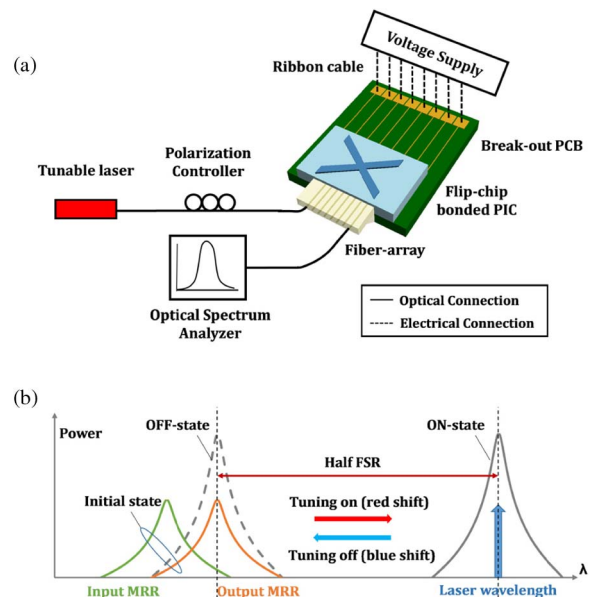 (a)
Voltage Supply
Ribbon cable
Break-out PCB
Polarization
Controller
Tunable laser
Flip-chip
bonded PIC
Fiber-array
Optical Spectrum
Analyzer
Optical Connection
Electrical Connection
(b)
Power
OFF-state
ON-state
Half FSR
Initial state
Tuning on (red shift)
Tuning off (blue shift)
λ
Input MRR
Output MRR
Laser wavelength